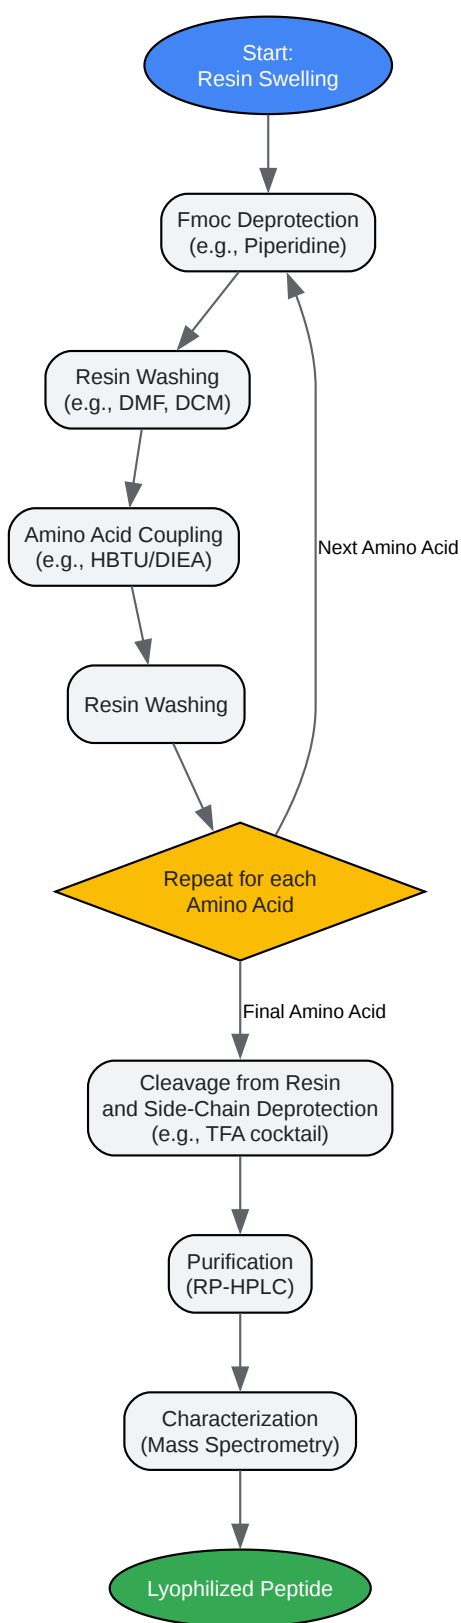 Start:
Resin Swelling
Fmoc Deprotection
(e.g., Piperidine)
Resin Washing
(e.g., DMF, DCM)
Amino Acid Coupling
(e.g., HBTU/DIEA)
Next Amino Acid
Resin Washing
Repeat for each
Amino Acid
Final Amino Acid
Cleavage from Resin
and Side-Chain Deprotection
(e.g., TFA cocktail)
Purification
(RP-HPLC)
Characterization
(Mass Spectrometry)
Lyophilized Peptide